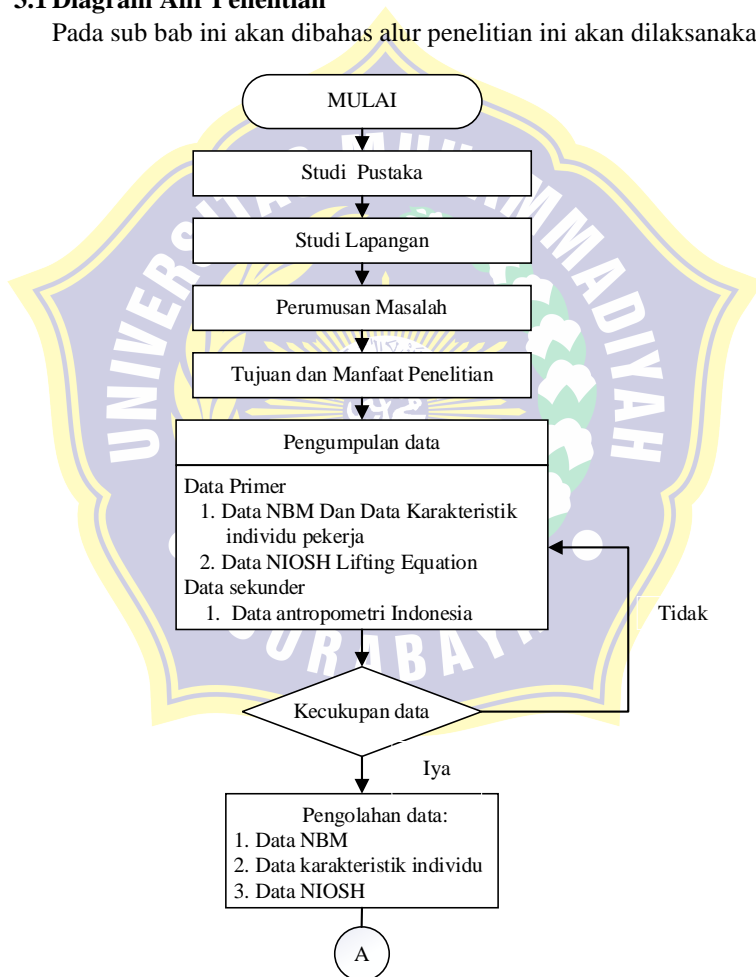 3.1 Diagram Alir Penelitian
Pada sub bab ini akan dibahas alur penelitian ini akan dilaksanaka
MULAI
Studi Pustaka
Studi Lapangan
Perumusan Masalah
Tujuan dan Manfaat Penelitian
Pengumpulan data
Data Primer
1. Data NBM Dan Data Karakteristik
individu pekerja
2. Data NIOSH Lifting Equation
Data sekunder
1. Data antropometri Indonesia
Tidak
Kecukupan data
Iya
Pengolahan data:
1. Data NBM
2. Data karakteristik individu
3. Data NIOSH
A
UNIVERSITAS MUHAMMADIYAH
SURABAYA